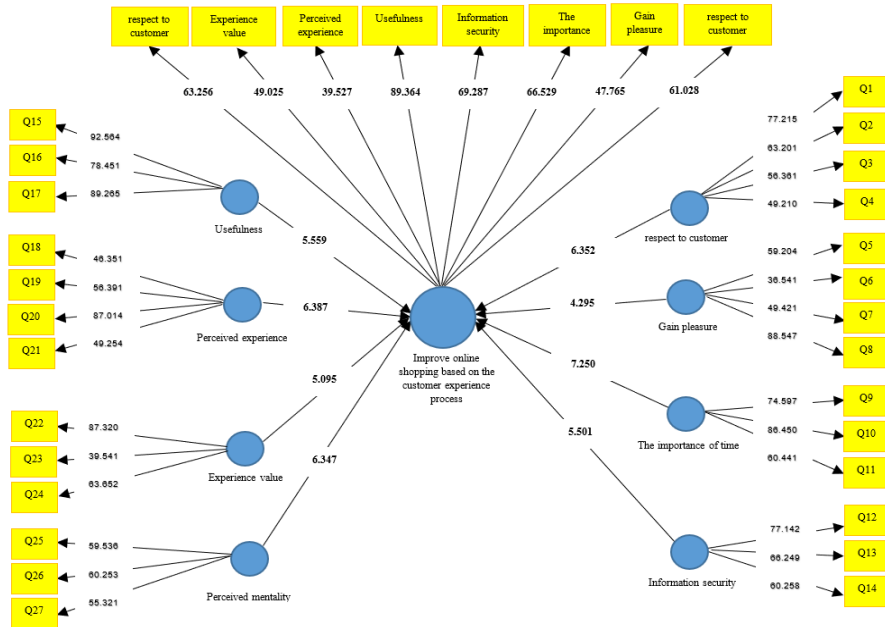 respect to
customer
Experience
value
Perceived
experience
Usefulness
Information
security
The
importance
Gain
pleasure
respect to
customer
63.256
49.025
39.527
89.364
69.287
66.529
47.765
61.028
Q15
Q16
Q17
92.564
78.451
89.265
Usefulness
5.559
Q18
Q19
Q20
Q21
46.351
56.391
87.014
49.254
Perceived experience
6.387
Q22
Q23
Q24
87.320
39.541
63.652
Experience value
5.095
Q25
Q26
Q27
59.536
60.253
55.321
Perceived mentality
6.347
Improve online
shopping based on the
customer experience
process
Q1
Q2
Q3
Q4
77.215
63.201
56.361
49.210
respect to customer
6.352
Q5
Q6
Q7
Q8
59.204
36.541
49.421
88.547
Gain pleasure
4.295
Q9
Q10
Q11
74.597
86.450
60.441
The importance of time
7.250
Q12
Q13
Q14
77.142
66.249
60.258
Information security
5.501